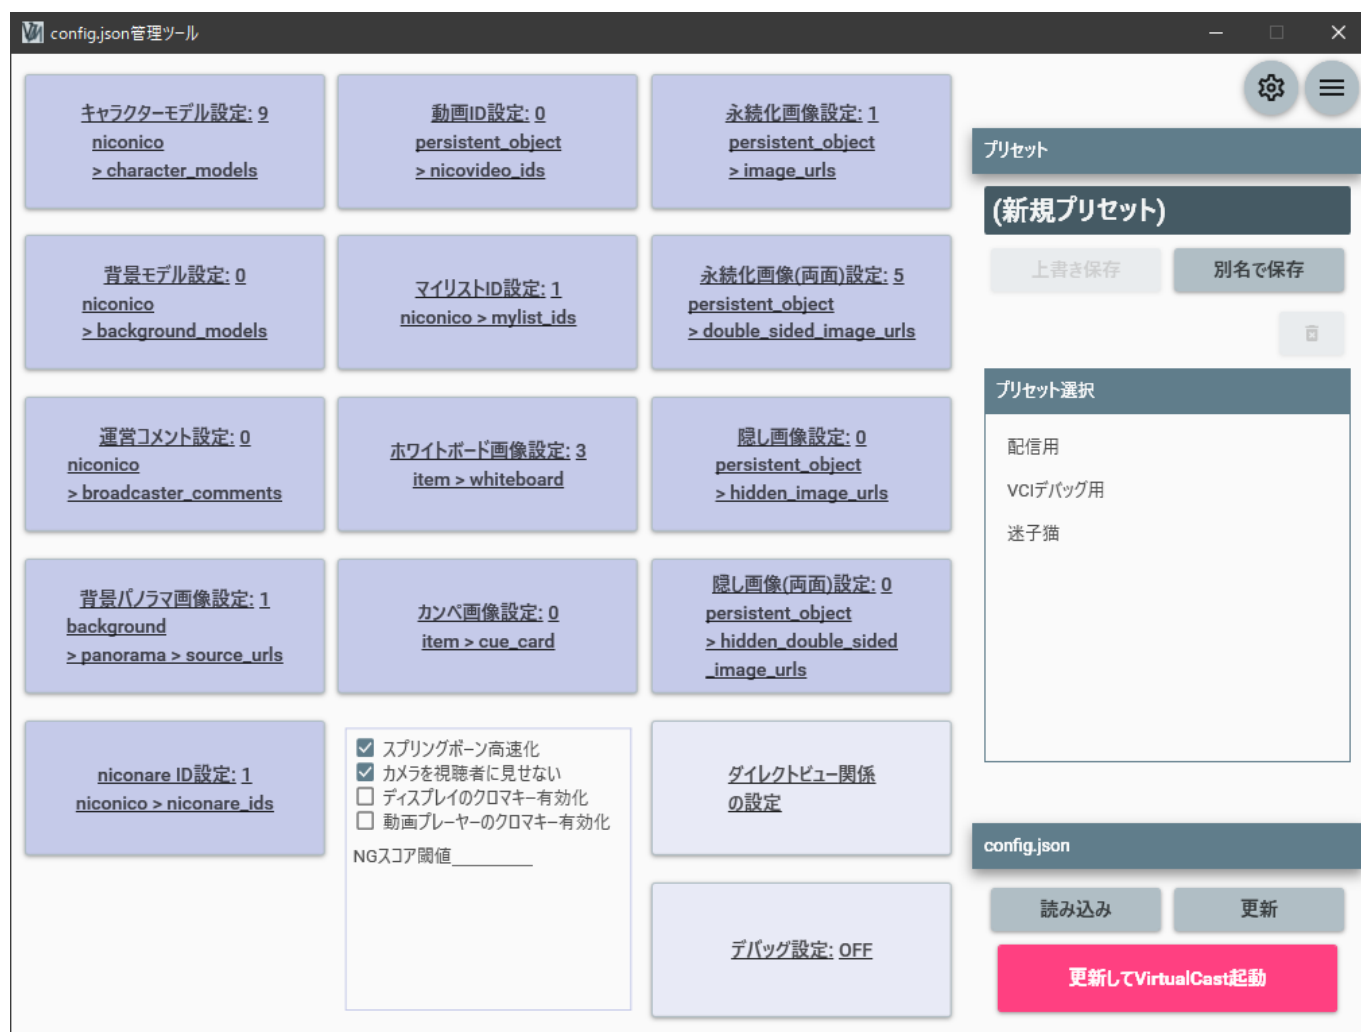 config.json管理ツール
キャラクターモデル設定: 9
niconico
> character_models
動画ID設定: 0
persistent_object
> nicovideo_ids
永続化画像設定: 1
persistent_object
> image_urls
背景モデル設定: 0
niconico
> background_models
マイリストID設定: 1
niconico > mylist_ids
永続化画像(両面)設定: 5
persistent_object
> double_sided_image_urls
運営コメント設定: 0
niconico
> broadcaster_comments
ホワイトボード画像設定: 3
item > whiteboard
隠し画像設定: 0
persistent_object
> hidden_image_urls
背景パノラマ画像設定: 1
background
> panorama > source_urls
カンペ画像設定: 0
item > cue_card
隠し画像(両面)設定: 0
persistent_object
> hidden_double_sided
_image_urls
niconare ID設定: 1
niconico > niconare_ids
スプリングボーン高速化
カメラを視聴者に見せない
ディスプレイのクロマキー有効化
動画プレーヤーのクロマキー有効化
NGスコア閾値
ダイレクトビュー関係
の設定
デバッグ設定: OFF
プリセット
(新規プリセット)
上書き保存
別名で保存
プリセット選択
配信用
VCIデバッグ用
迷子猫
config.json
読み込み
更新
更新してVirtualCast起動